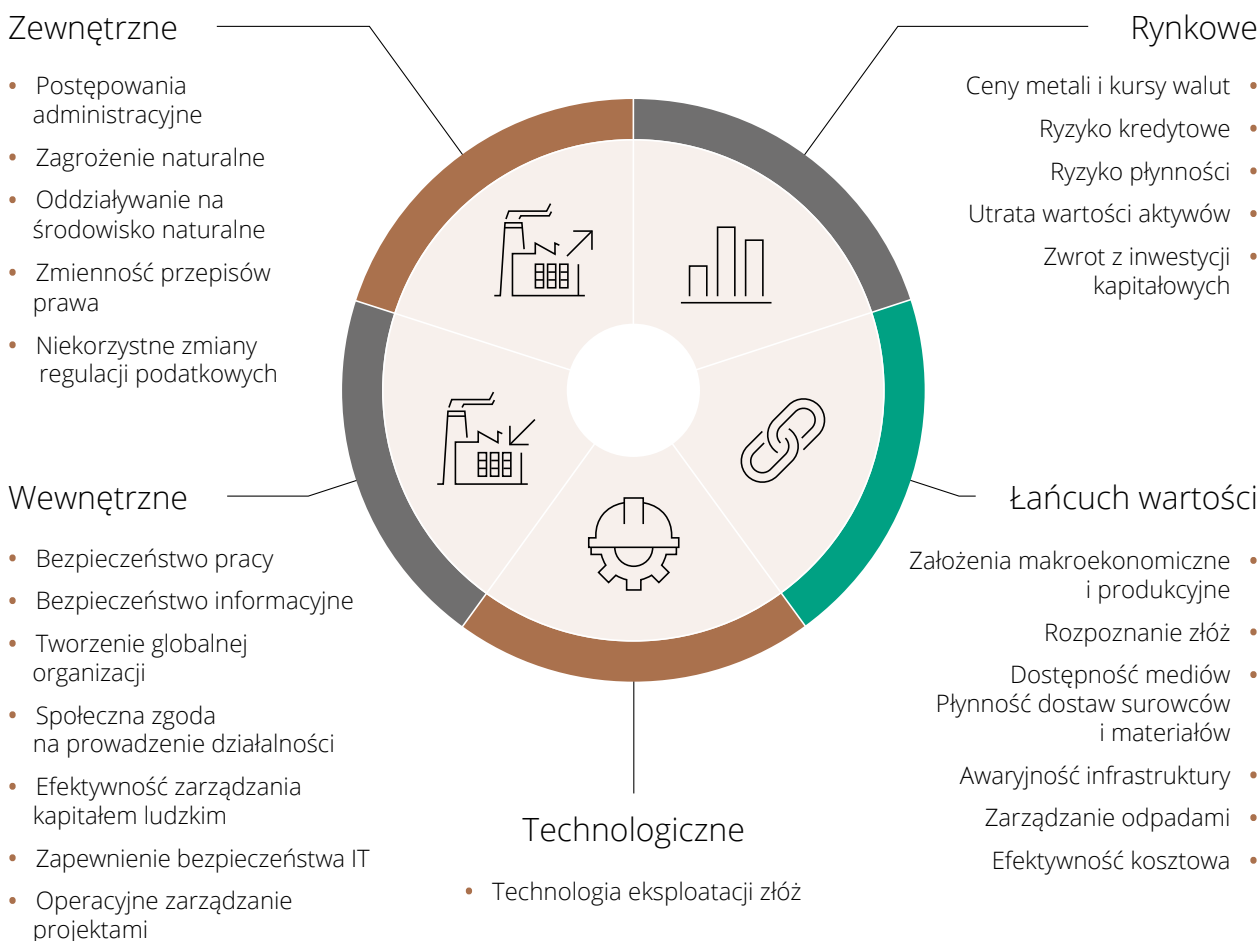 Zewnętrzne
• Postępowania
administracyjne
• Zagrożenie naturalne
• Oddziaływanie na
środowisko naturalne
• Zmienność przepisów
prawa
• Niekorzystne zmiany
regulacji podatkowych
Rynkowe
Ceny metali i kursy walut •
Ryzyko kredytowe •
Ryzyko płynności •
Utrata wartości aktywów •
Zwrot z inwestycji •
kapitałowych
Wewnętrzne
• Bezpieczeństwo pracy
• Bezpieczeństwo informacyjne
• Tworzenie globalnej
organizacji
• Społeczna zgoda
na prowadzenie działalności
• Efektywność zarządzania
kapitałem ludzkim
• Zapewnienie bezpieczeństwa IT
• Operacyjne zarządzanie
projektami
Łańcuch wartości
Założenia makroekonomiczne •
i produkcyjne
Rozpoznanie złóż •
Dostępność mediów •
Płynność dostaw surowców
i materiałów
Awaryjność infrastruktury •
Zarządzanie odpadami •
Efektywność kosztowa •
Technologiczne
• Technologia eksploatacji złóż